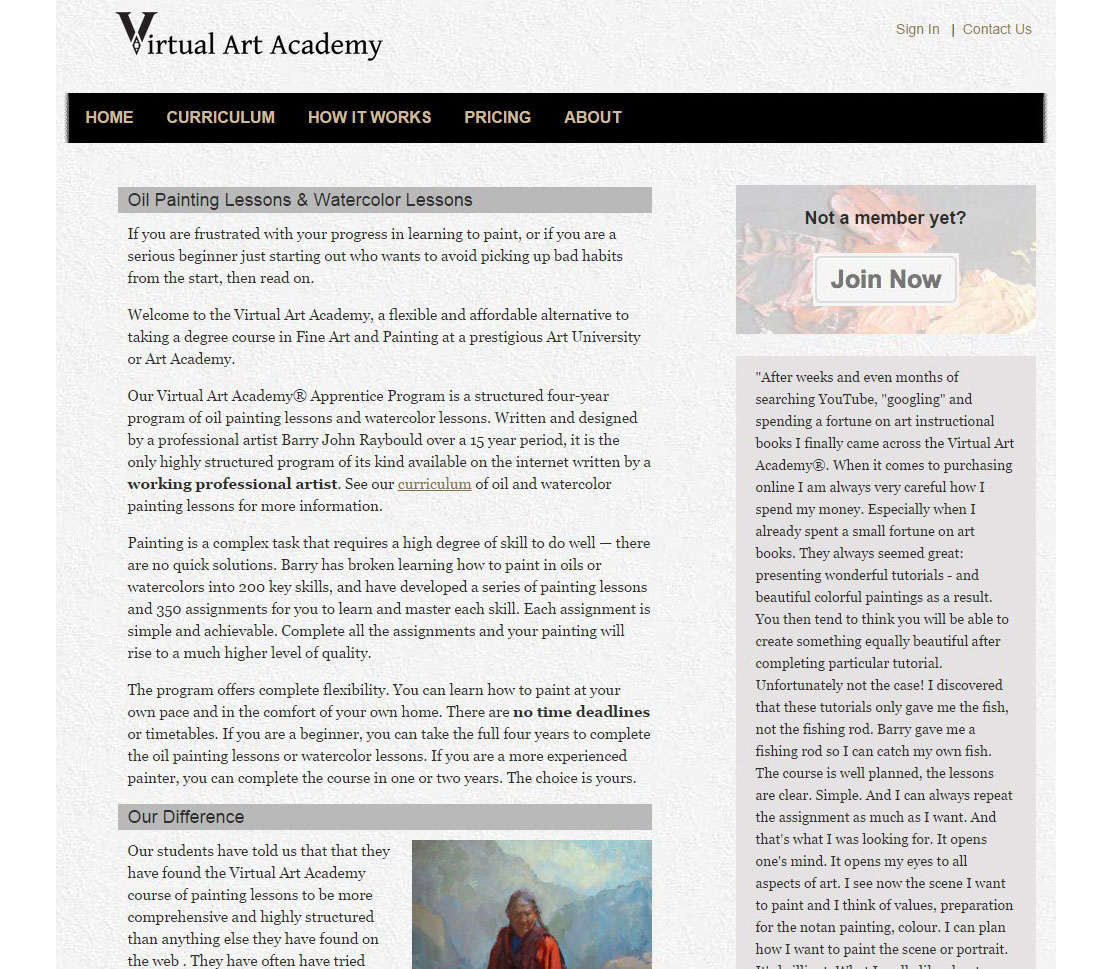 Virtual Art Academy
Sign In | Contact Us
HOME CURRICULUM HOW IT WORKS PRICING ABOUT
Oil Painting Lessons & Watercolor Lessons
If you are frustrated with your progress in learning to paint, or if you are a
serious beginner just starting out who wants to avoid picking up bad habits
from the start, then read on.
Welcome to the Virtual Art Academy, a flexible and affordable alternative to
taking a degree course in Fine Art and Painting at a prestigious Art University
or Art Academy.
Our Virtual Art Academy® Apprentice Program is a structured four-year
program of oil painting lessons and watercolor lessons. Written and designed
by a professional artist Barry John Raybould over a 15 year period, it is the
only highly structured program of its kind available on the internet written by a
working professional artist. See our curriculum of oil and watercolor
painting lessons for more information.
Painting is a complex task that requires a high degree of skill to do well — there
are no quick solutions. Barry has broken learning how to paint in oils or
watercolors into 200 key skills, and have developed a series of painting lessons
and 350 assignments for you to learn and master each skill. Each assignment is
simple and achievable. Complete all the assignments and your painting will
rise to a much higher level of quality.
The program offers complete flexibility. You can learn how to paint at your
own pace and in the comfort of your own home. There are no time deadlines
or timetables. If you are a beginner, you can take the full four years to complete
the oil painting lessons or watercolor lessons. If you are a more experienced
painter, you can complete the course in one or two years. The choice is yours.
Our Difference
Our students have told us that that they
have found the Virtual Art Academy
course of painting lessons to be more
comprehensive and highly structured
than anything else they have found on
the web . They have often have tried
Not a member yet?
Join Now
"After weeks and even months of
searching YouTube, "googling" and
spending a fortune on art instructional
books I finally came across the Virtual Art
Academy®. When it comes to purchasing
online I am always very careful how I
spend my money. Especially when I
already spent a small fortune on art
books. They always seemed great:
presenting wonderful tutorials - and
beautiful colorful paintings as a result.
You then tend to think you will be able to
create something equally beautiful after
completing particular tutorial.
Unfortunately not the case! I discovered
that these tutorials only gave me the fish,
not the fishing rod. Barry gave me a
fishing rod so I can catch my own fish.
The course is well planned, the lessons
are clear. Simple. And I can always repeat
the assignment as much as I want. And
that's what I was looking for. It opens
one's mind. It opens my eyes to all
aspects of art. I see now the scene I want
to paint and I think of values, preparation
for the notan painting, colour. I can plan
how I want to paint the scene or portrait.